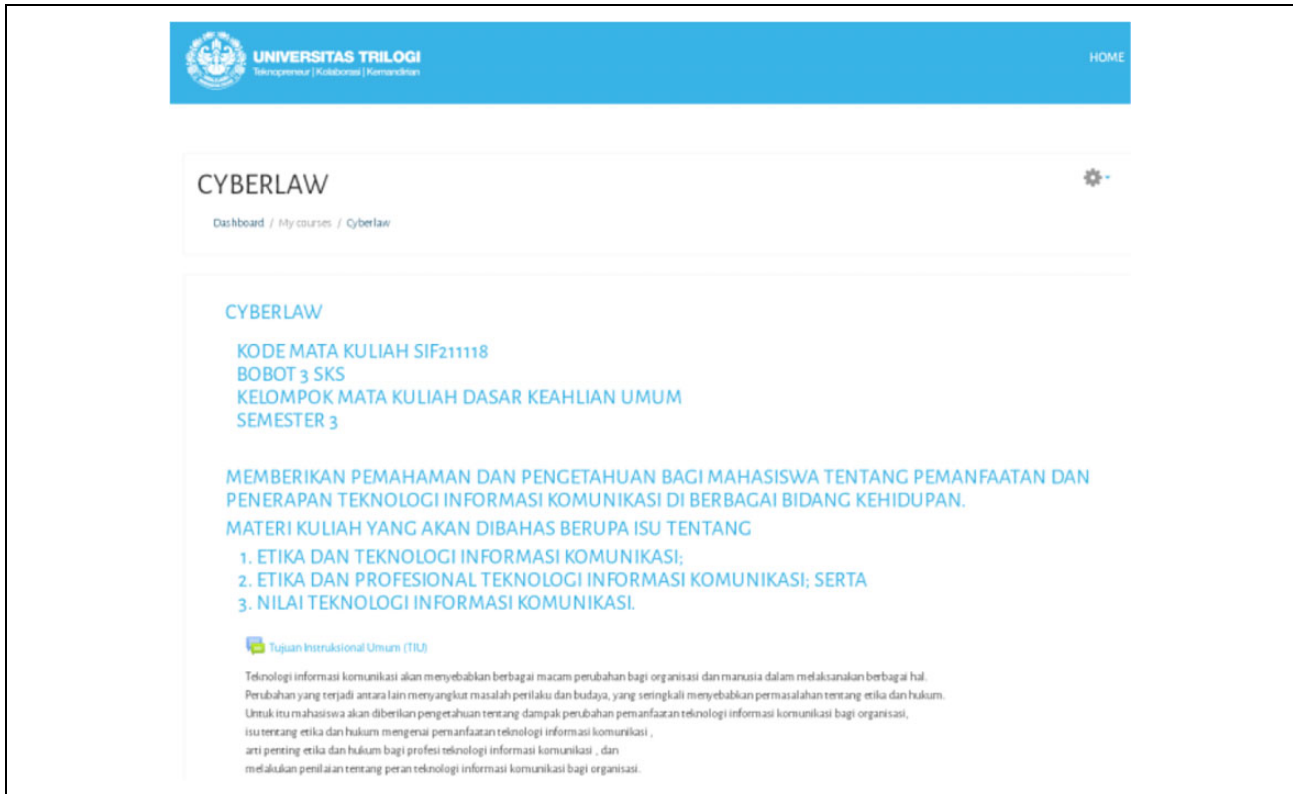 UNIVERSITAS TRILOGI
Teknopreneur | Kolaborasi | Kemandirian
HOME
CYBERLAW
Dashboard / My courses / Cyberlaw
CYBERLAW
KODE MATA KULIAH SIF211118
BOBOT 3 SKS
KELOMPOK MATA KULIAH DASAR KEAHLIAN UMUM
SEMESTER 3
MEMBERIKAN PEMAHAMAN DAN PENGETAHUAN BAGI MAHASISWA TENTANG PEMANFAATAN DAN
PENERAPAN TEKNOLOGI INFORMASI KOMUNIKASI DI BERBAGAI BIDANG KEHIDUPAN.
MATERI KULIAH YANG AKAN DIBAHAS BERUPA ISU TENTANG
1. ETIKA DAN TEKNOLOGI INFORMASI KOMUNIKASI;
2. ETIKA DAN PROFESIONAL TEKNOLOGI INFORMASI KOMUNIKASI; SERTA
3. NILAI TEKNOLOGI INFORMASI KOMUNIKASI.
Tujuan Instruksional Umum (TIU)
Teknologi informasi komunikasi akan menyebabkan berbagai macam perubahan bagi organisasi dan manusia dalam melaksanakan berbagai hal.
Perubahan yang terjadi antara lain menyangkut masalah perilaku dan budaya, yang seringkali menyebabkan permasalahan tentang etika dan hukum.
Untuk itu mahasiswa akan diberikan pengetahuan tentang dampak perubahan pemanfaatan teknologi informasi komunikasi bagi organisasi,
isu tentang etika dan hukum mengenai pemanfaatan teknologi informasi komunikasi ,
arti penting etika dan hukum bagi profesi teknologi informasi komunikasi , dan
melakukan penilaian tentang peran teknologi informasi komunikasi bagi organisasi.